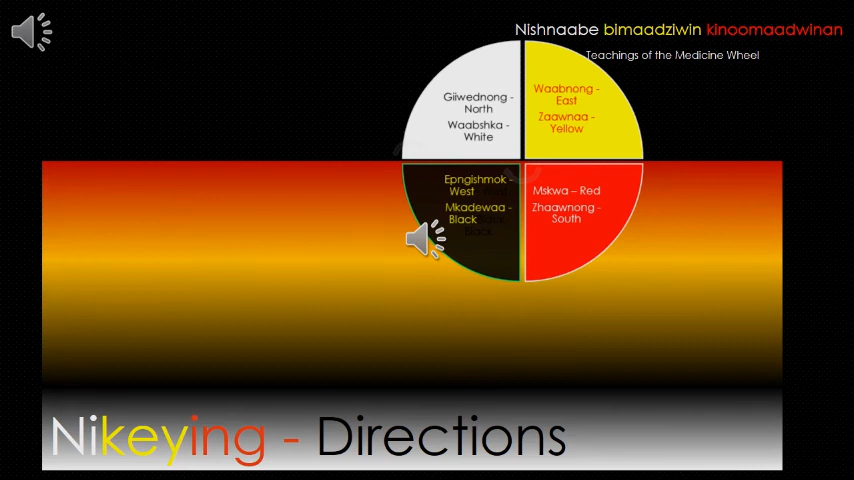 Nishnaabe bimaadziwin kinoomaadwinan
Teachings of the Medicine Wheel
Giiwednong -
North
Waabshka -
White
Waabnong -
East
Zaawnaa -
Yellow
Epngishmok -
West
Mkadewaa -
Black
Black
Mskwa – Red
Zhaawnong -
South
Nikeying - Directions